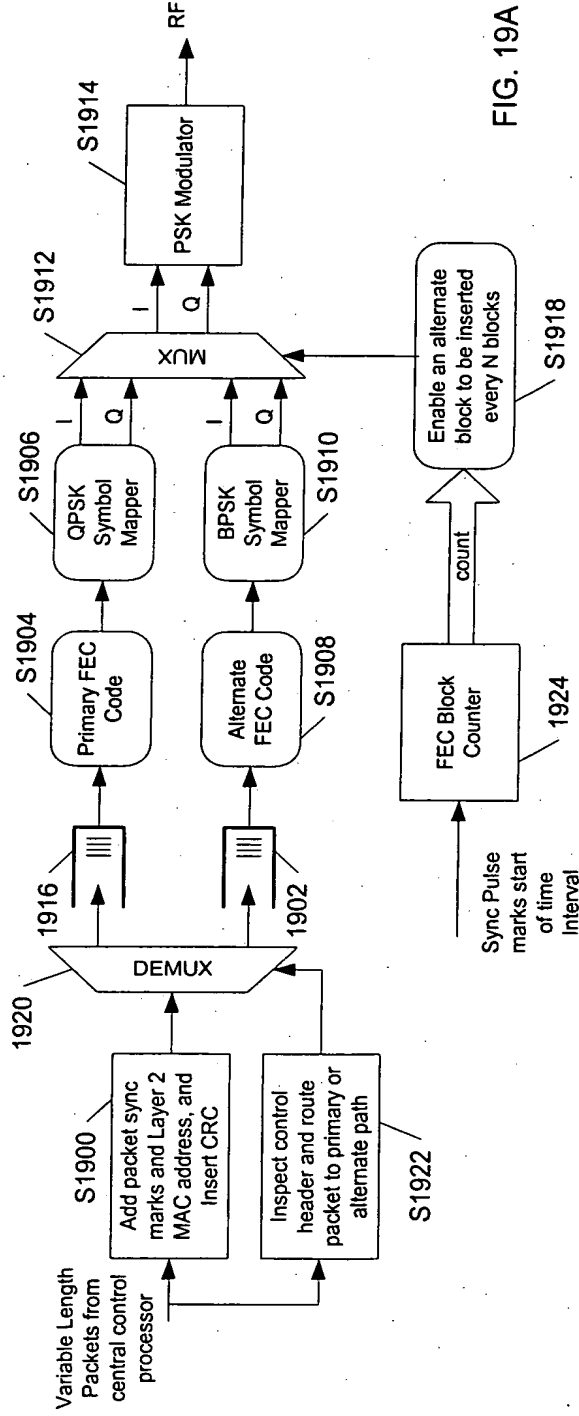 Variable Length
Packets from
central control
processor
S1900
Add packet sync
marks and Layer 2
MAC address, and
Insert CRC
Inspect control
header and route
packet to primary or
alternate path
S1922
1920
DEMUX
1916
1902
S1904
Primary FEC
Code
Alternate
FEC Code
S1908
S1906
QPSK
Symbol
Mapper
S1910
BPSK
Symbol
Mapper
I
Q
I
Q
S1912
MUX
I
Q
S1914
PSK Modulator
RF
Sync Pulse
marks start
of time
Interval
FEC Block
Counter
1924
count
Enable an alternate
block to be inserted
every N blocks
S1918
FIG. 19A